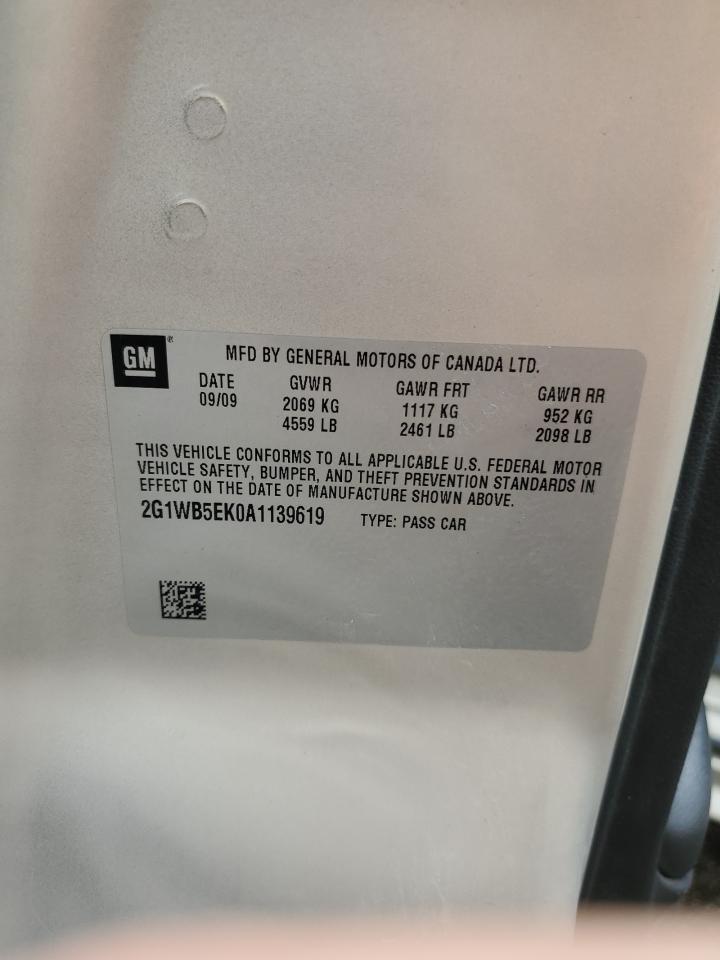 GM®
MFD BY GENERAL MOTORS OF CANADA LTD.
DATE GVWR GAWR FRT GAWR RR
09/09 2069 KG 1117 KG 952 KG
4559 LB 2461 LB 2098 LB
THIS VEHICLE CONFORMS TO ALL APPLICABLE U.S. FEDERAL MOTOR
VEHICLE SAFETY, BUMPER, AND THEFT PREVENTION STANDARDS IN
EFFECT ON THE DATE OF MANUFACTURE SHOWN ABOVE.
2G1WB5EK0A1139619 TYPE: PASS CAR